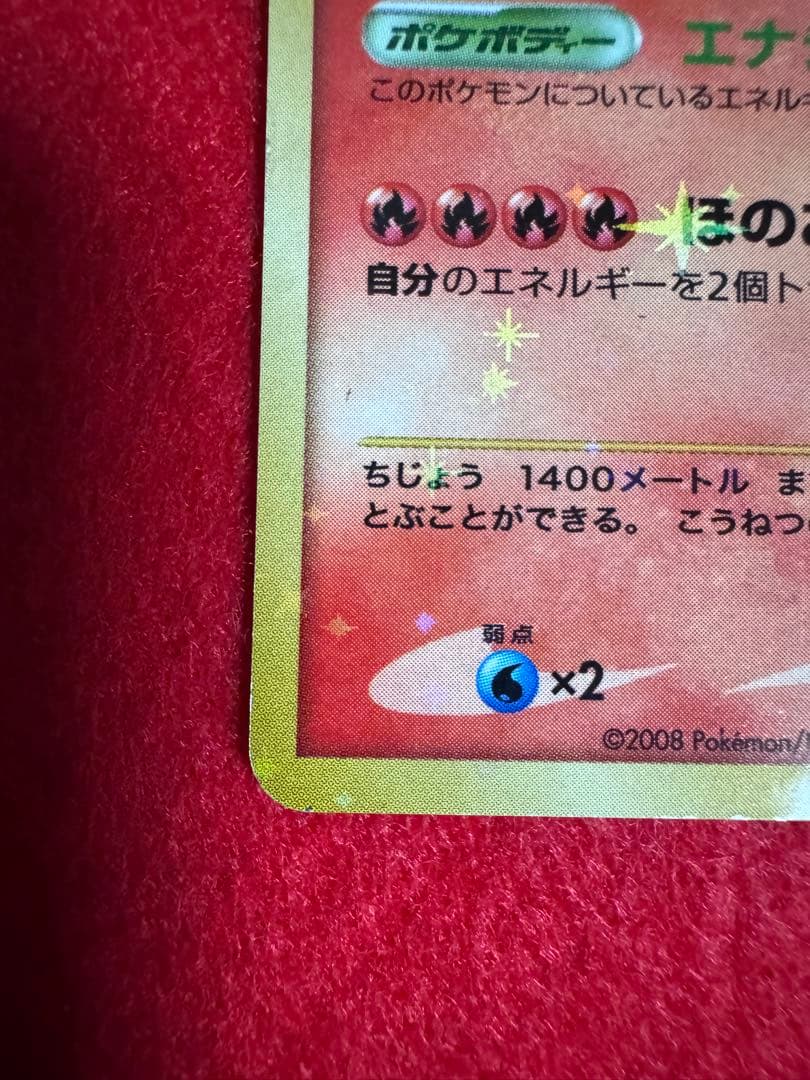 ポケボディー エナ
このポケモンについているエネル
ほのお
自分のエネルギーを2個ト
ちじょう 1400メートル ま
とぶことができる。 こうねつ
弱点
×2
©2008 Pokémon/